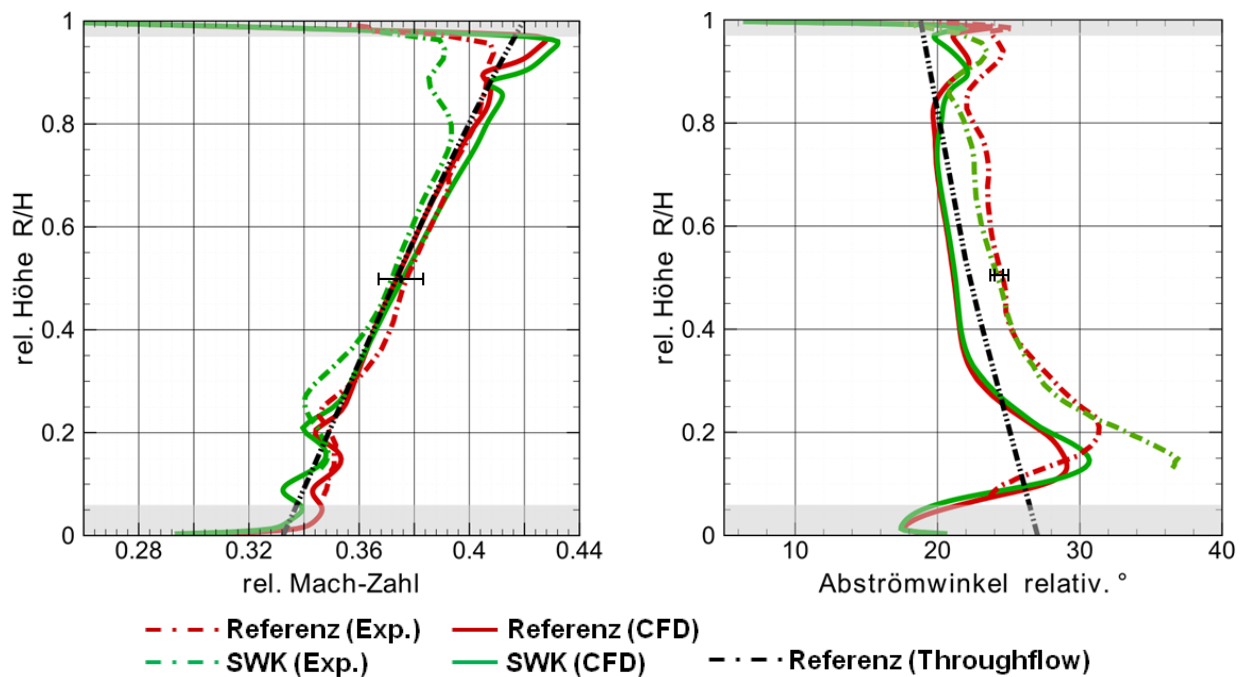 1
0.8
0.6
0.4
0.2
0
rel. Höhe R/H
0.28 0.32 0.36 0.4 0.44
rel. Mach-Zahl
1
0.8
0.6
0.4
0.2
0
rel. Höhe R/H
10 20 30 40
Abströmwinkel relativ. °
Referenz (Exp.) Referenz (CFD)
SWK (Exp.) SWK (CFD) Referenz (Throughflow)